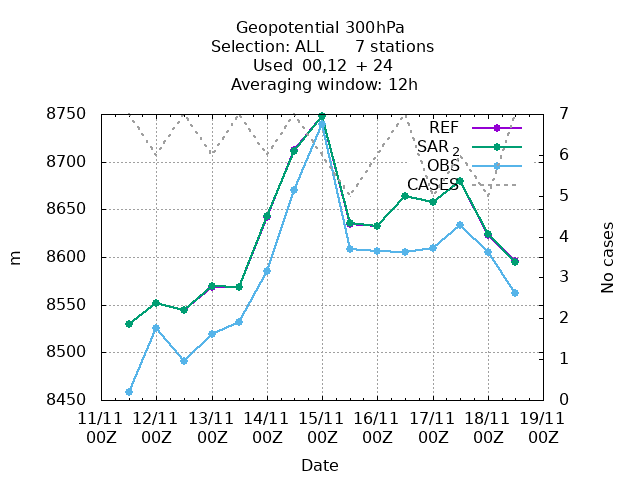 Geopotential 300hPa
Selection: ALL 7 stations
Used 00,12 + 24
Averaging window: 12h
8750
8700
8650
8600
8550
8500
8450
m
7
6
5
4
3
2
1
0
No cases
REF
SAR 2
OBS
CASES
11/11 12/11 13/11 14/11 15/11 16/11 17/11 18/11 19/11
00Z 00Z 00Z 00Z 00Z 00Z 00Z 00Z 00Z
Date